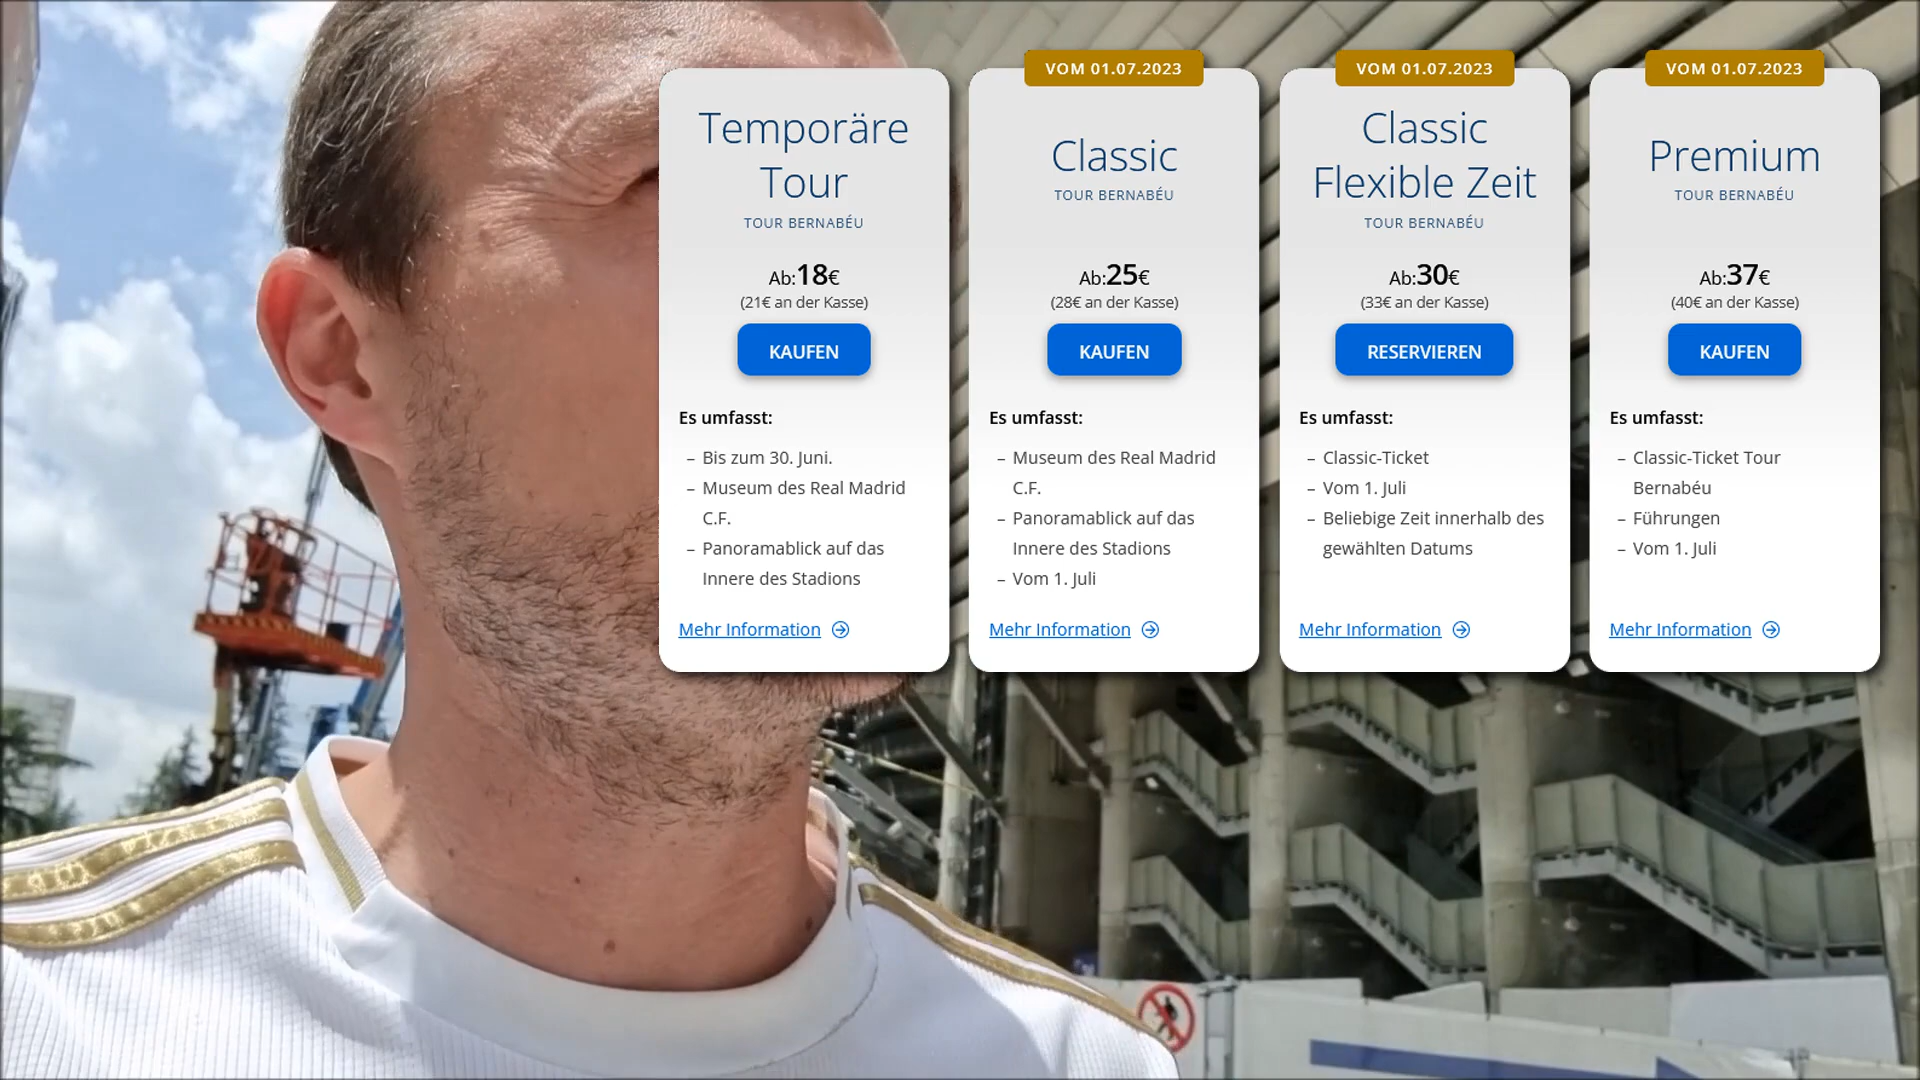 Temporäre
Tour
TOUR BERNABÉU
Ab:18€
(21€ an der Kasse)
KAUFEN
Es umfasst:
– Bis zum 30. Juni.
– Museum des Real Madrid
C.F.
– Panoramablick auf das
Innere des Stadions
Mehr Information
VOM 01.07.2023
Classic
TOUR BERNABÉU
Ab:25€
(28€ an der Kasse)
KAUFEN
Es umfasst:
– Museum des Real Madrid
C.F.
– Panoramablick auf das
Innere des Stadions
– Vom 1. Juli
Mehr Information
VOM 01.07.2023
Classic
Flexible Zeit
TOUR BERNABÉU
Ab:30€
(33€ an der Kasse)
RESERVIEREN
Es umfasst:
– Classic-Ticket
– Vom 1. Juli
– Beliebige Zeit innerhalb des
gewählten Datums
Mehr Information
VOM 01.07.2023
Premium
TOUR BERNABÉU
Ab:37€
(40€ an der Kasse)
KAUFEN
Es umfasst:
– Classic-Ticket Tour
Bernabéu
– Führungen
– Vom 1. Juli
Mehr Information